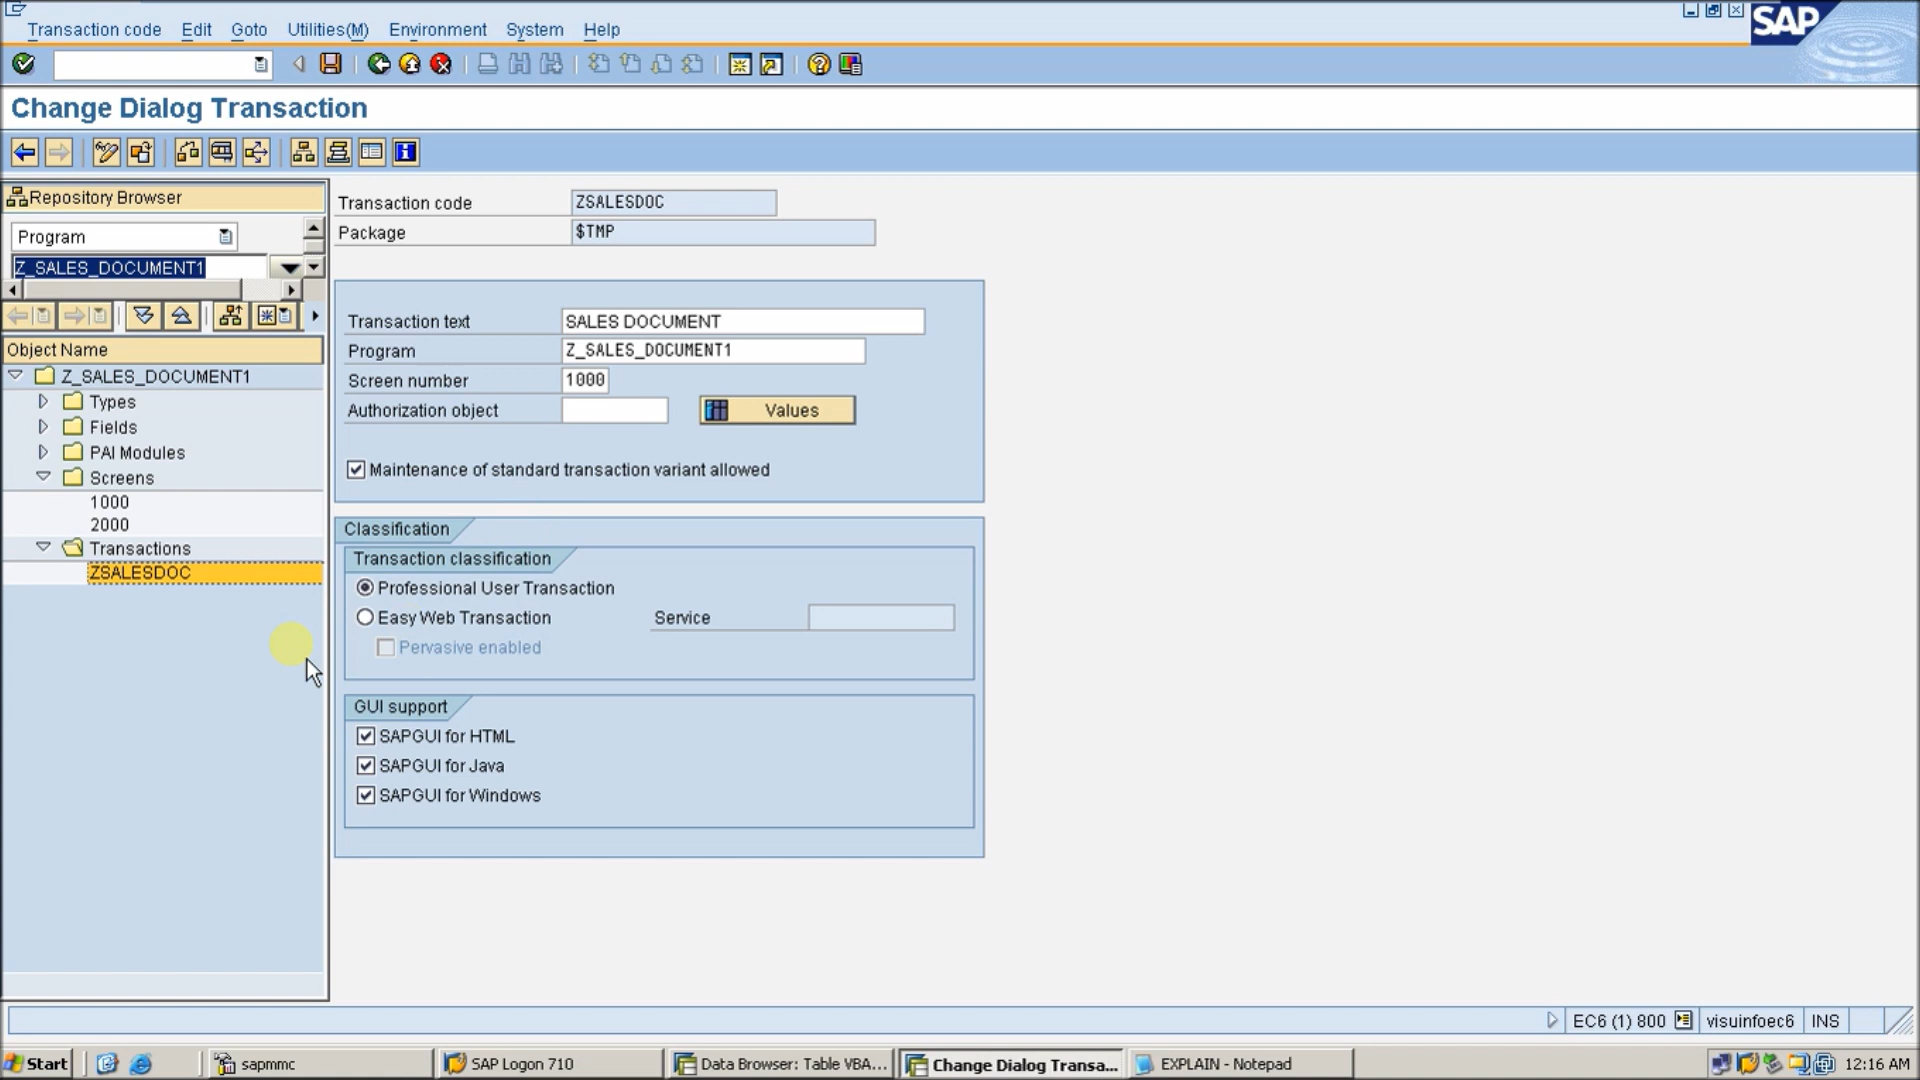 Transaction code Edit Goto Utilities(M) Environment System Help
SAP
Change Dialog Transaction
Repository Browser
Program
Z_SALES_DOCUMENT1
Object Name
Z_SALES_DOCUMENT1
Types
Fields
PAI Modules
Screens
1000
2000
Transactions
ZSALESDOC
Transaction code ZSALESDOC
Package $TMP
Transaction text SALES DOCUMENT
Program Z_SALES_DOCUMENT1
Screen number 1000
Authorization object Values
Maintenance of standard transaction variant allowed
Classification
Transaction classification
Professional User Transaction
Easy Web Transaction Service
Pervasive enabled
GUI support
SAPGUI for HTML
SAPGUI for Java
SAPGUI for Windows
EC6 (1) 800 visuinfoec6 INS
Start sapmmc SAP Logon 710 Data Browser: Table VBA... Change Dialog Transa... EXPLAIN - Notepad 12:16 AM